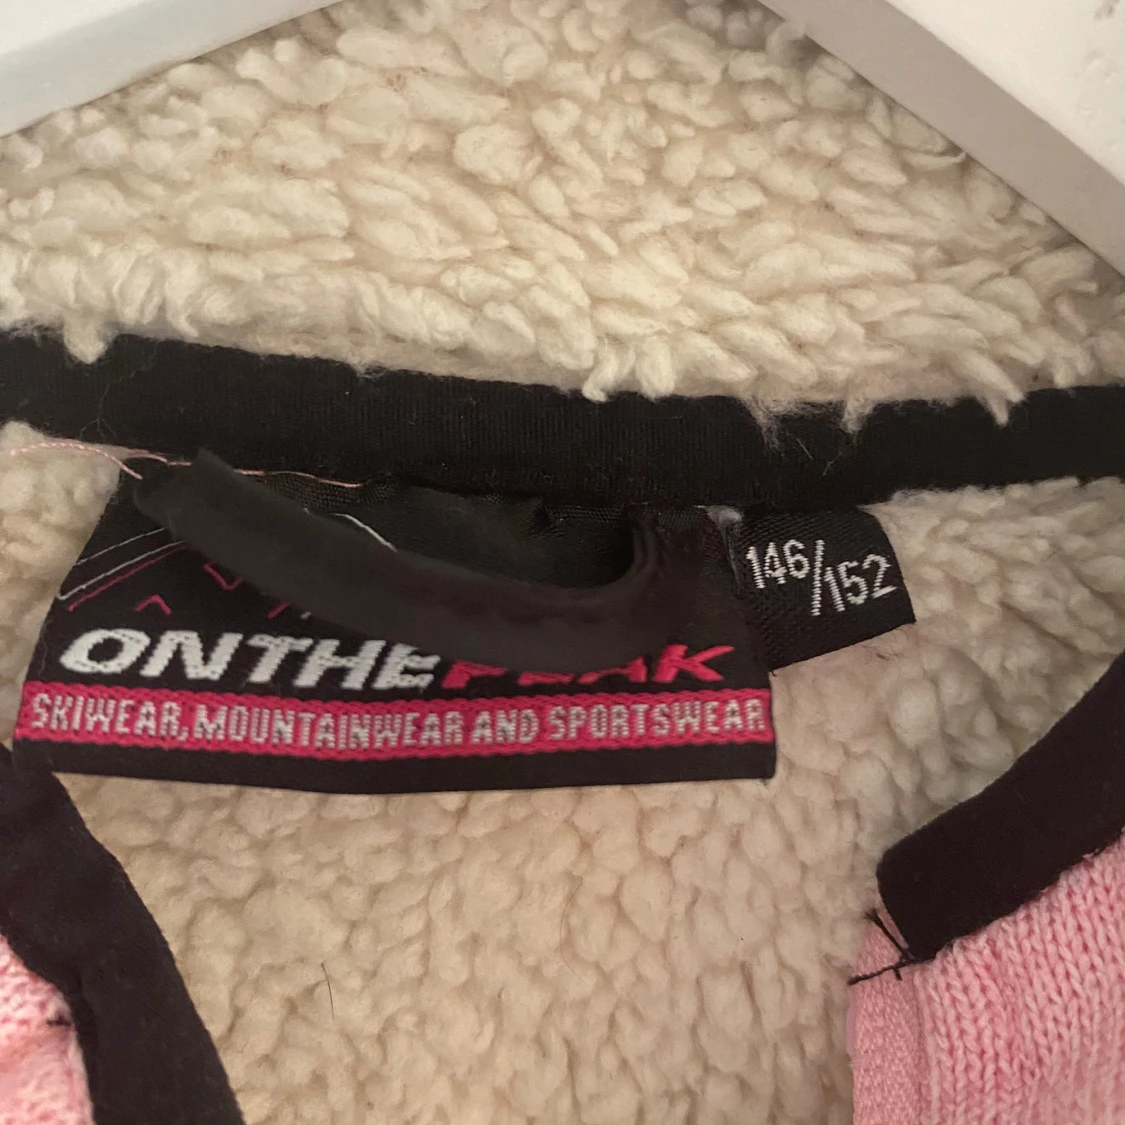 146/152
ONTHEPEAK
SKIWEAR, MOUNTAINWEAR AND SPORTSWEAR